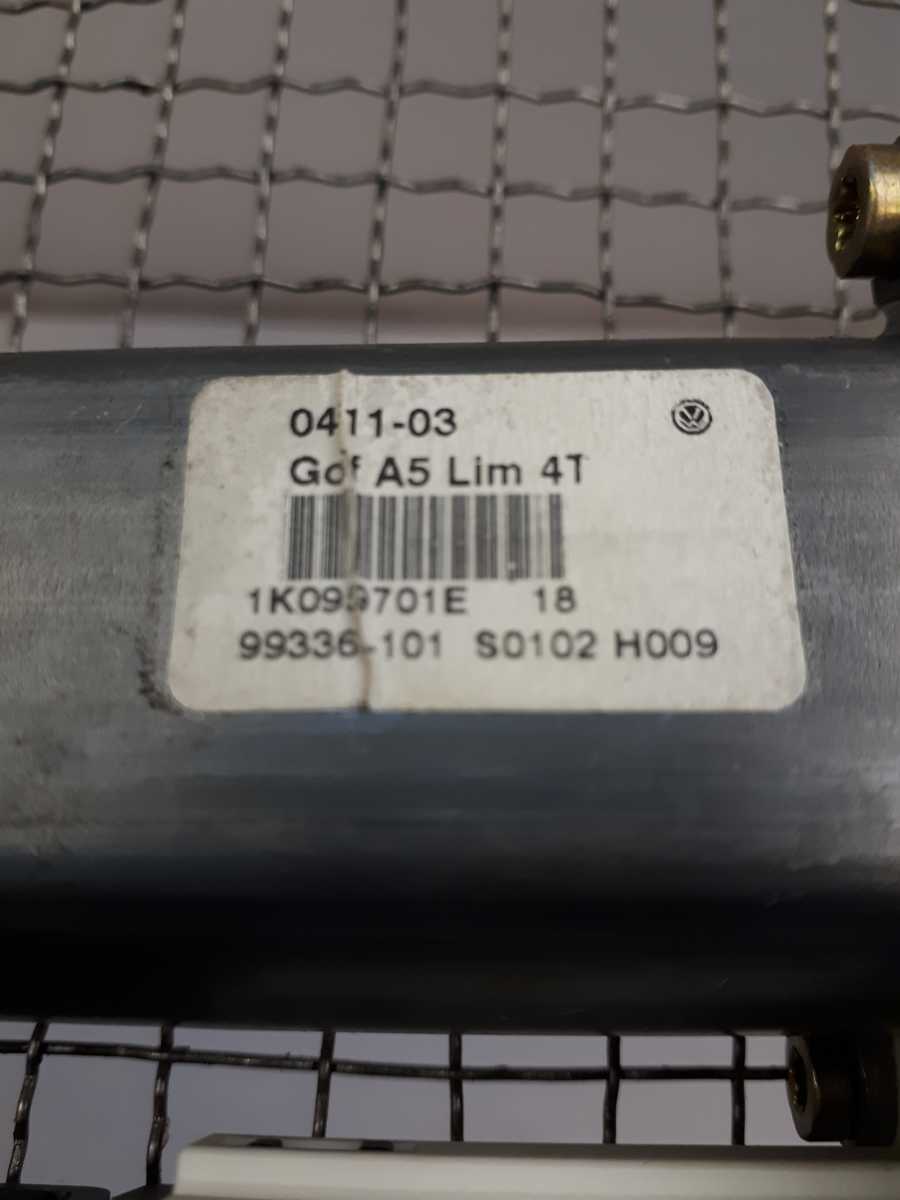 0411-03
Golf A5 Lim 4T
1K0959701E 18
99336-101 S0102 H009